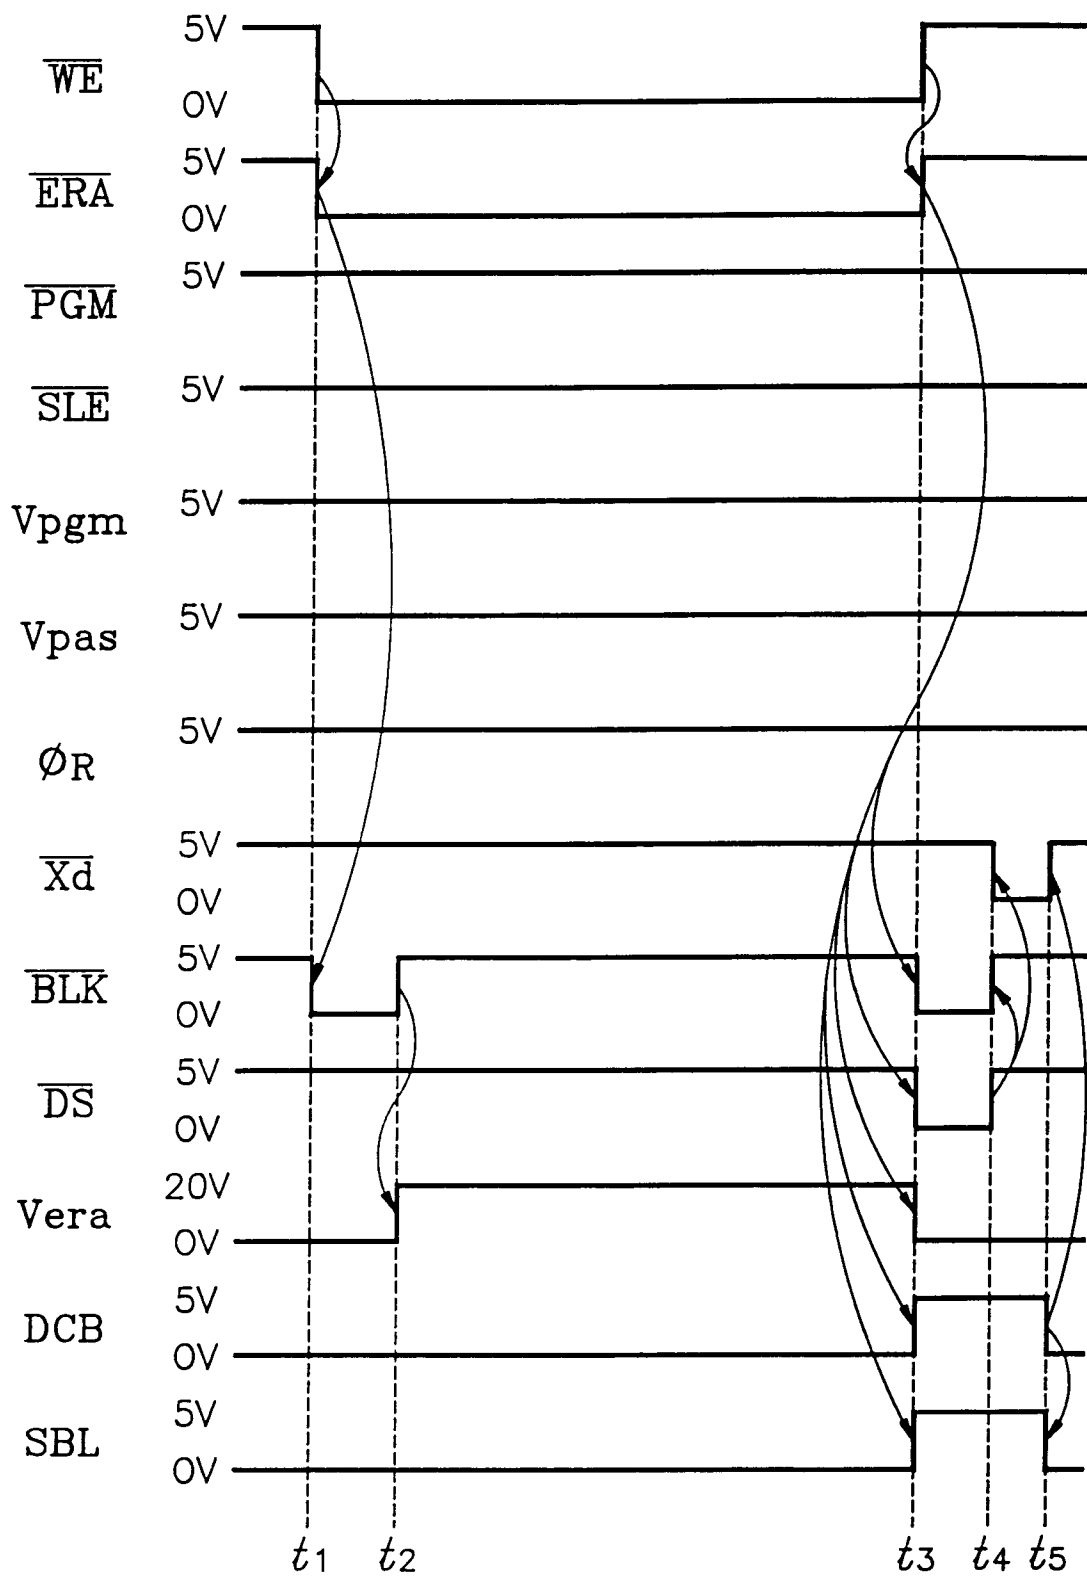 5V
WE
0V
5V
ERA
0V
5V
PGM
5V
SLE
5V
Vpgm
5V
Vpas
5V
ØR
5V
Xd
0V
5V
BLK
0V
5V
DS
0V
20V
Vera
0V
5V
DCB
0V
5V
SBL
0V
t1 t2 t3 t4 t5